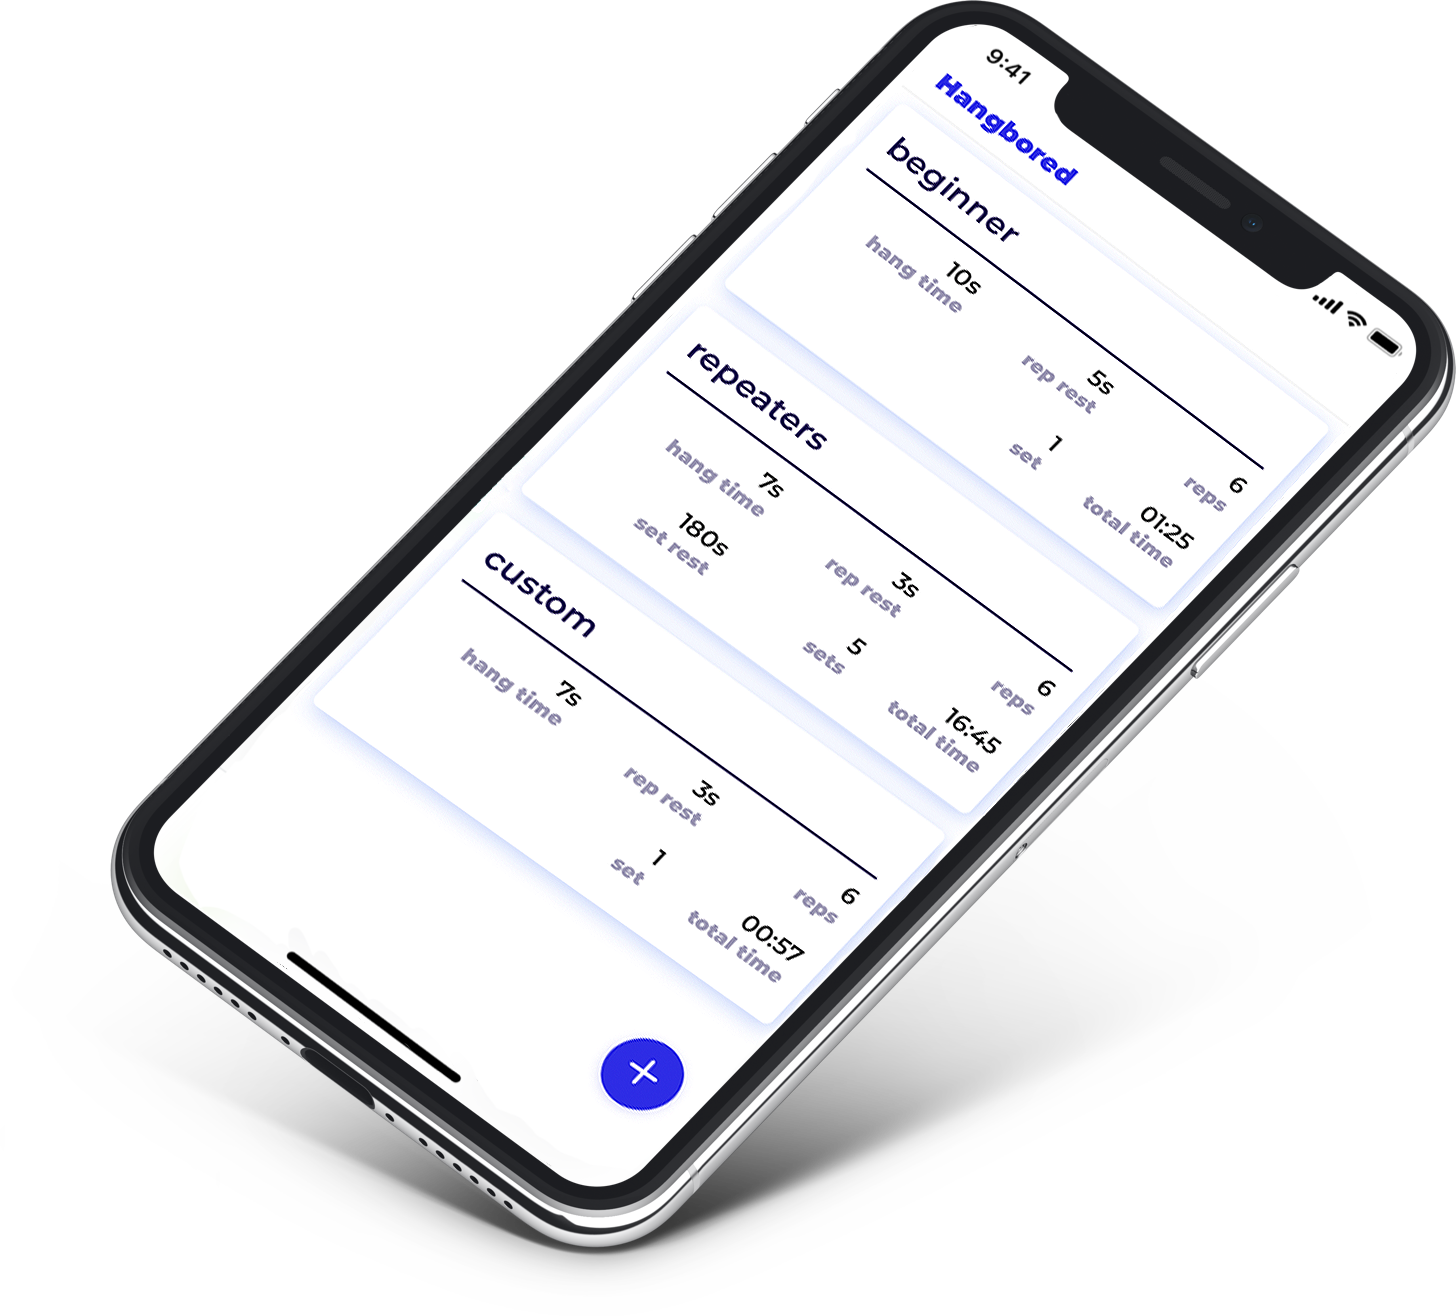 9:41
Hangbored
beginner
10s
hang time
5s
rep rest
6
reps
1
set
01:25
total time
repeaters
7s
hang time
3s
rep rest
6
reps
180s
set rest
5
sets
16:45
total time
custom
7s
hang time
3s
rep rest
6
reps
1
set
00:57
total time
+